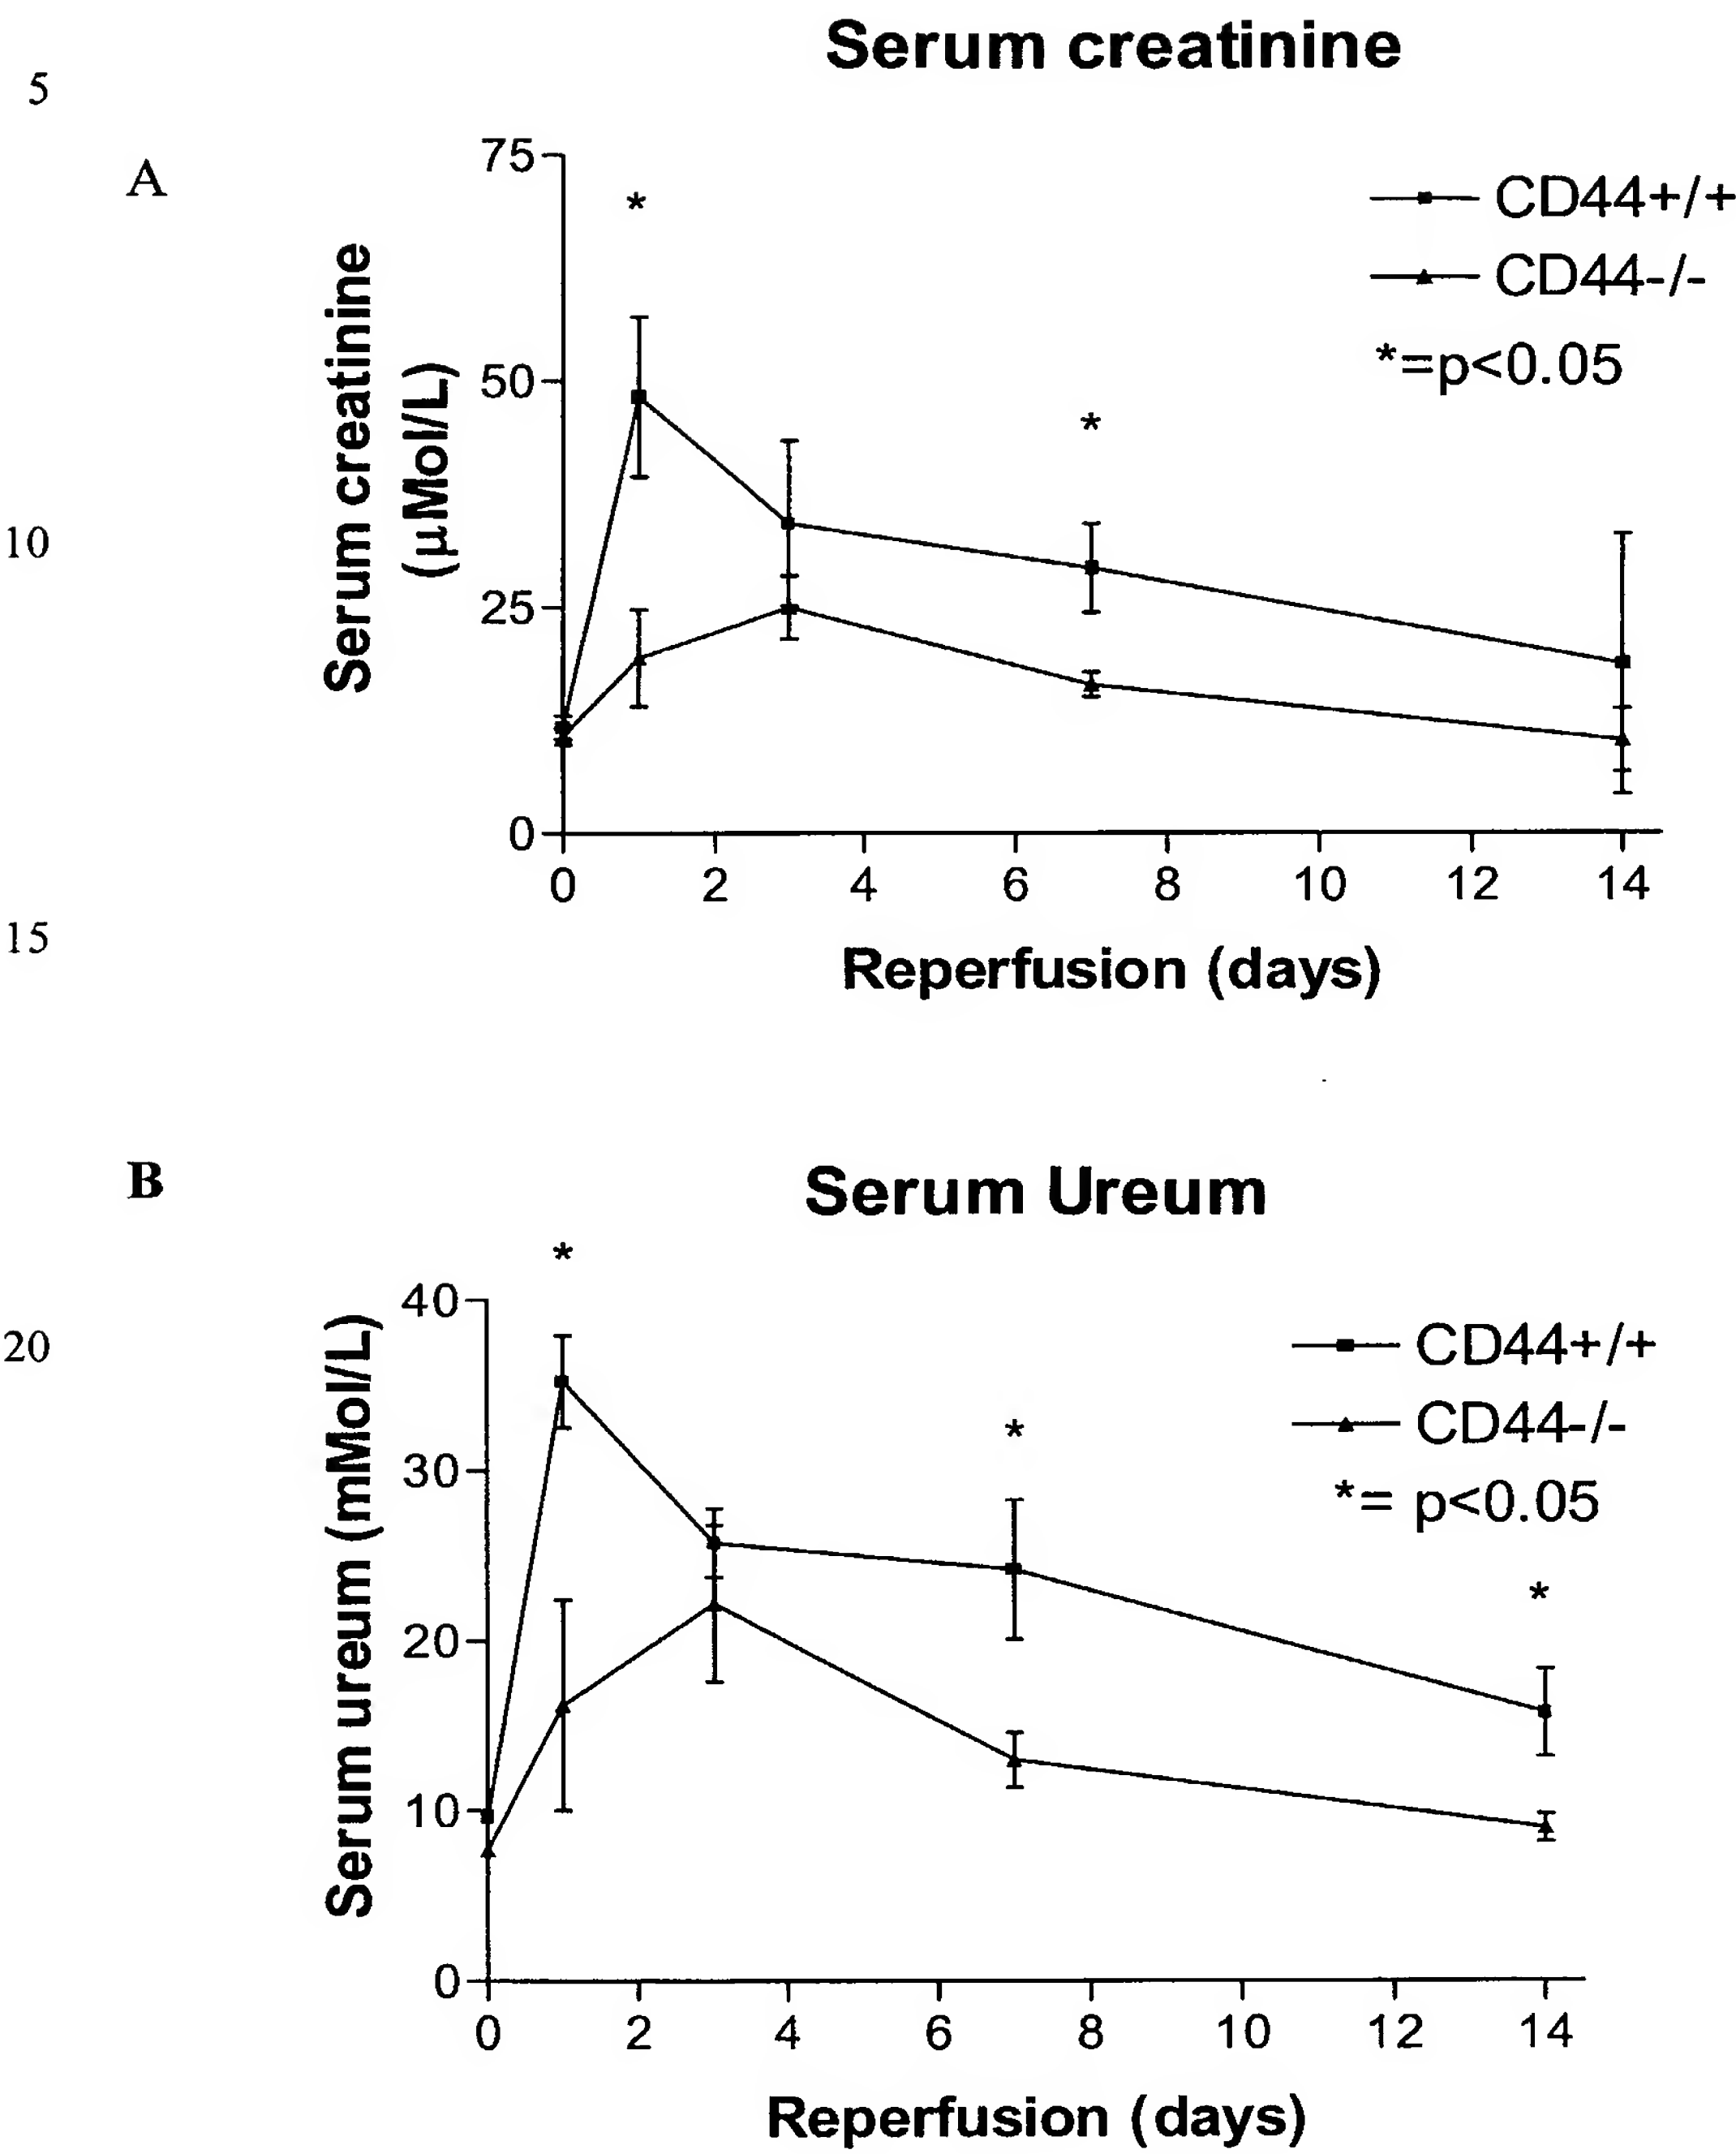 Serum creatinine
5
A
75
50
25
0
*
*
CD44+/+
CD44-/-
*=p<0.05
Serum creatinine
(μMol/L)
10
0 2 4 6 8 10 12 14
15
Reperfusion (days)
B
Serum Ureum
*
40
30
20
10
0
20
Serum ureum (mMol/L)
CD44+/+
CD44-/-
*
*= p<0.05
*
0 2 4 6 8 10 12 14
Reperfusion (days)